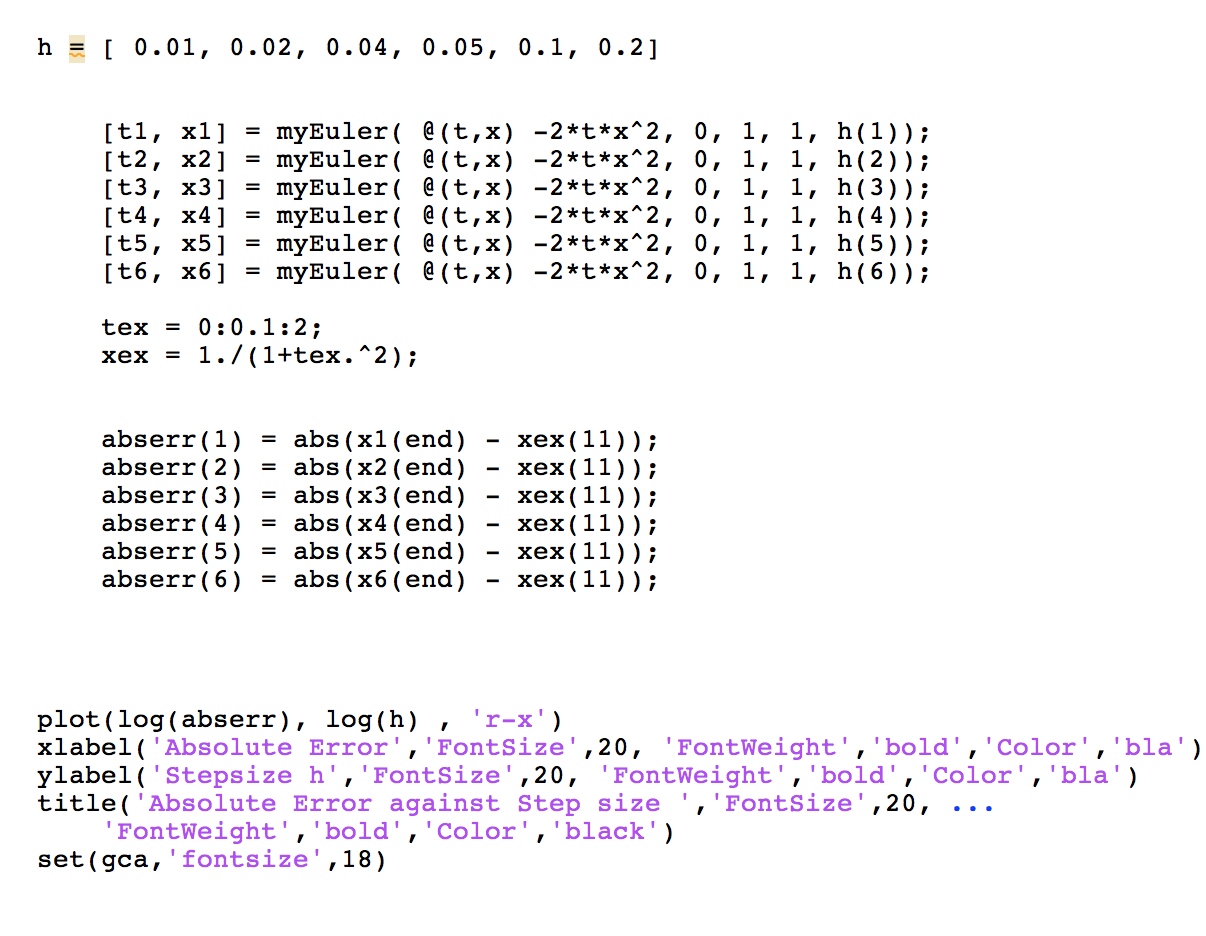 h = [ 0.01, 0.02, 0.04, 0.05, 0.1, 0.2]
[t1, x1] = myEuler( @(t,x) -2*t*x^2, 0, 1, 1, h(1));
[t2, x2] = myEuler( @(t,x) -2*t*x^2, 0, 1, 1, h(2));
[t3, x3] = myEuler( @(t,x) -2*t*x^2, 0, 1, 1, h(3));
[t4, x4] = myEuler( @(t,x) -2*t*x^2, 0, 1, 1, h(4));
[t5, x5] = myEuler( @(t,x) -2*t*x^2, 0, 1, 1, h(5));
[t6, x6] = myEuler( @(t,x) -2*t*x^2, 0, 1, 1, h(6));
tex = 0:0.1:2;
xex = 1./(1+tex.^2);
abserr(1) = abs(x1(end) - xex(11));
abserr(2) = abs(x2(end) - xex(11));
abserr(3) = abs(x3(end) - xex(11));
abserr(4) = abs(x4(end) - xex(11));
abserr(5) = abs(x5(end) - xex(11));
abserr(6) = abs(x6(end) - xex(11));
plot(log(abserr), log(h) , 'r-x')
xlabel('Absolute Error','FontSize',20, 'FontWeight','bold','Color','bla')
ylabel('Stepsize h','FontSize',20, 'FontWeight','bold','Color','bla')
title('Absolute Error against Step size ','FontSize',20, ...
'FontWeight','bold','Color','black')
set(gca,'fontsize',18)